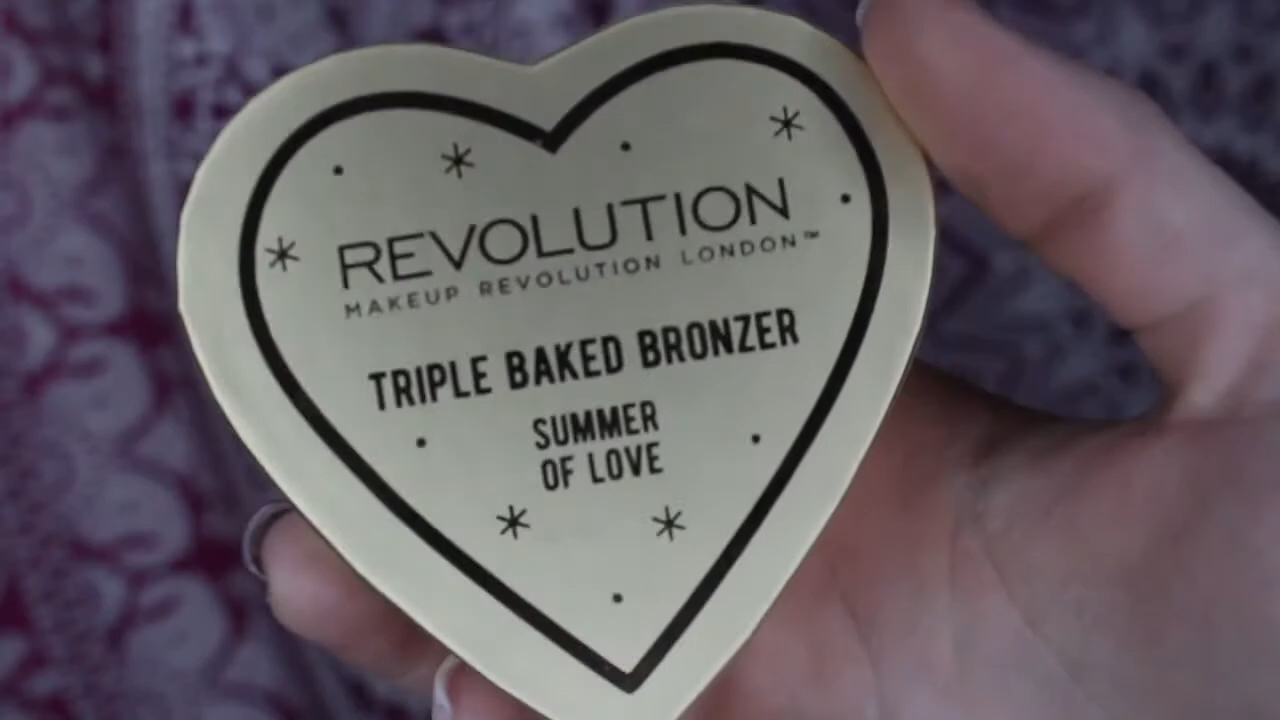 REVOLUTION
MAKEUP REVOLUTION LONDON™
TRIPLE BAKED BRONZER
SUMMER
OF LOVE